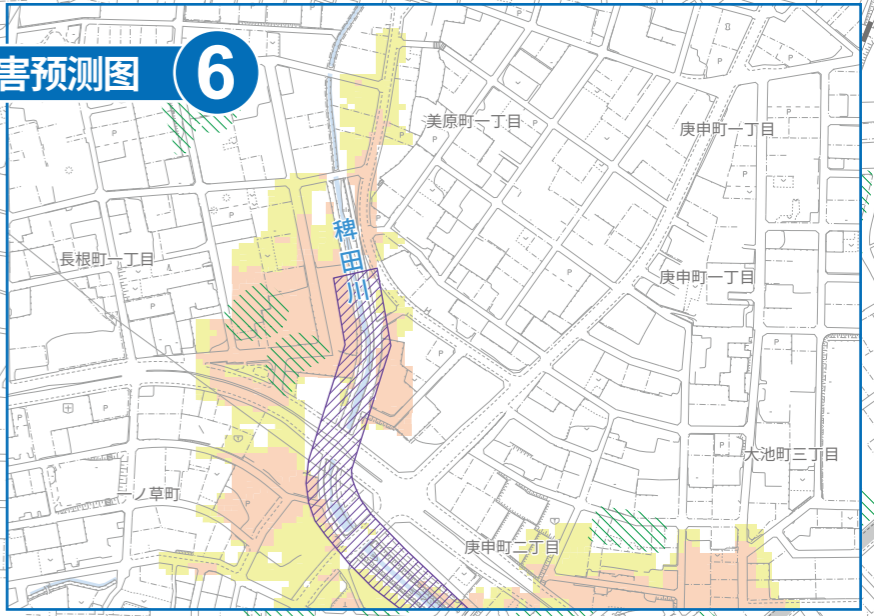 害预测图
6
美原町一丁目
庚申町一丁目
稗田川
長根町一丁目
庚申町一丁目
大池町三丁目
一ノ草町
庚申町二丁目